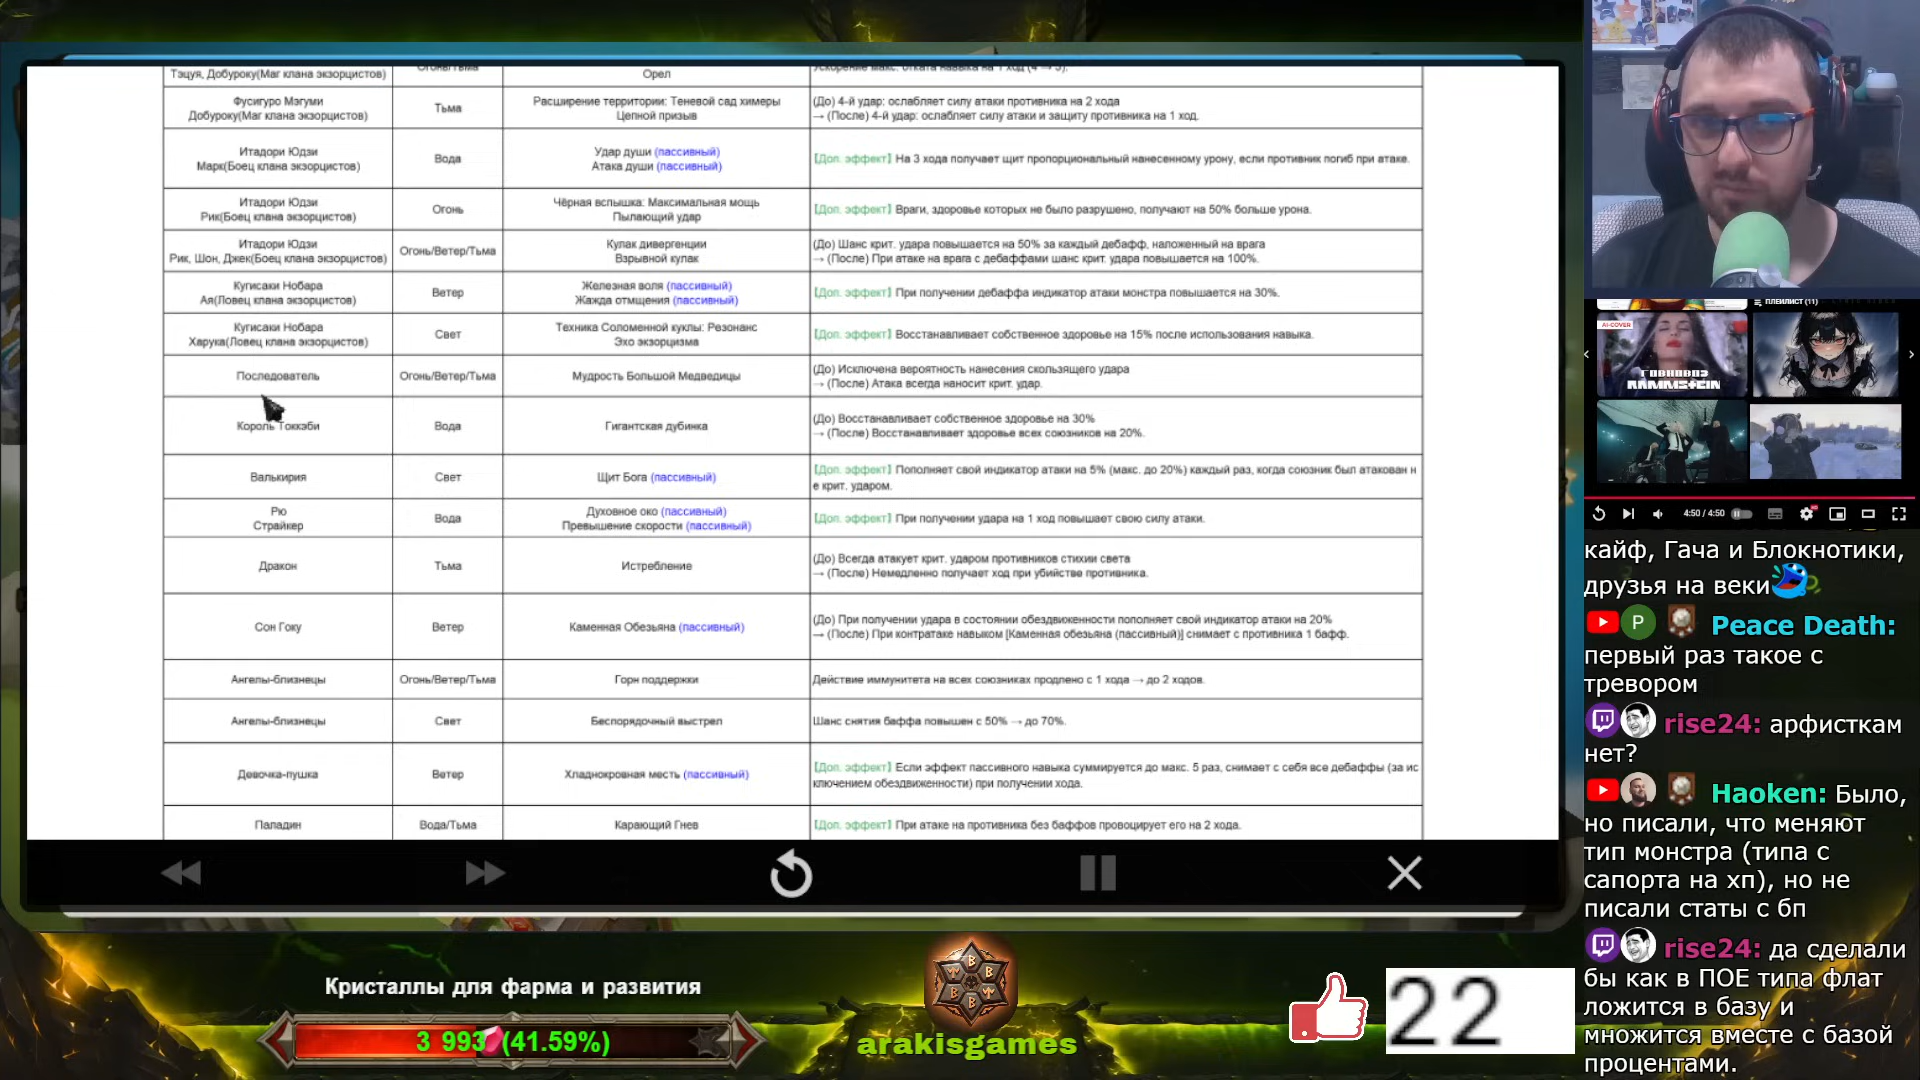 Тэцуя, Добуроку(Маг клана экзорцистов)
Огонь/Тьма
Орел
Ускорение макс. отката навыка на 1 ход (4 → 3).
Фусигуро Мэгуми
Добуроку(Маг клана экзорцистов)
Тьма
Расширение территории: Теневой сад химеры
Цепной призыв
(До) 4-й удар: ослабляет силу атаки противника на 2 хода
→ (После) 4-й удар: ослабляет силу атаки и защиту противника на 1 ход.
Итадори Юдзи
Марк(Боец клана экзорцистов)
Вода
Удар души (пассивный)
Атака души (пассивный)
[Доп. эффект] На 3 хода получает щит пропорциональный нанесенному урону, если противник погиб при атаке.
Итадори Юдзи
Рик(Боец клана экзорцистов)
Огонь
Чёрная вспышка: Максимальная мощь
Пылающий удар
[Доп. эффект] Враги, здоровье которых не было разрушено, получают на 50% больше урона.
Итадори Юдзи
Рик, Шон, Джек(Боец клана экзорцистов)
Огонь/Ветер/Тьма
Кулак дивергенции
Взрывной кулак
(До) Шанс крит. удара повышается на 50% за каждый дебафф, наложенный на врага
→ (После) При атаке на врага с дебаффами шанс крит. удара повышается на 100%.
Кугисаки Нобара
Ая(Ловец клана экзорцистов)
Ветер
Железная воля (пассивный)
Жажда отмщения (пассивный)
[Доп. эффект] При получении дебаффа индикатор атаки монстра повышается на 30%.
Кугисаки Нобара
Харука(Ловец клана экзорцистов)
Свет
Техника Соломенной куклы: Резонанс
Эхо экзорцизма
[Доп. эффект] Восстанавливает собственное здоровье на 15% после использования навыка.
Последователь
Огонь/Ветер/Тьма
Мудрость Большой Медведицы
(До) Исключена вероятность нанесения скользящего удара
→ (После) Атака всегда наносит крит. удар.
Король Токкэби
Вода
Гигантская дубинка
(До) Восстанавливает собственное здоровье на 30%
→ (После) Восстанавливает здоровье всех союзников на 20%.
Валькирия
Свет
Щит Бога (пассивный)
[Доп. эффект] Пополняет свой индикатор атаки на 5% (макс. до 20%) каждый раз, когда союзник был атакован н
е крит. ударом.
Рю
Страйкер
Вода
Духовное око (пассивный)
Превышение скорости (пассивный)
[Доп. эффект] При получении удара на 1 ход повышает свою силу атаки.
Дракон
Тьма
Истребление
(До) Всегда атакует крит. ударом противников стихии света
→ (После) Немедленно получает ход при убийстве противника.
Сон Гоку
Ветер
Каменная Обезьяна (пассивный)
(До) При получении удара в состоянии обездвиженности пополняет свой индикатор атаки на 20%
→ (После) При контратаке навыком [Каменная обезьяна (пассивный)] снимает с противника 1 бафф.
Ангелы-близнецы
Огонь/Ветер/Тьма
Горн поддержки
Действие иммунитета на всех союзниках продлено с 1 хода → до 2 ходов.
Ангелы-близнецы
Свет
Беспорядочный выстрел
Шанс снятия баффа повышен с 50% → до 70%.
Девочка-пушка
Ветер
Хладнокровная месть (пассивный)
[Доп. эффект] Если эффект пассивного навыка суммируется до макс. 5 раз, снимает с себя все дебаффы (за ис
ключением обездвиженности) при получении хода.
Паладин
Вода/Тьма
Карающий Гнев
[Доп. эффект] При атаке на противника без баффов провоцирует его на 2 хода.
Кристаллы для фарма и развития
3 993 (41.59%)
arakisgames
22
ПЛЕЙЛИСТ (11)
AI-COVER
ГОВНОВОЗ
RAMMSTEIN
4:50 / 4:50
кайф, Гача и Блокнотики,
друзья на веки
P Peace Death:
первый раз такое с
тревором
rise24: арфисткам
нет?
Haoken: Было,
но писали, что меняют
тип монстра (типа с
сапорта на хп), но не
писали статы с бп
rise24: да сделали
бы как в ПОЕ типа флат
ложится в базу и
множится вместе с базой
процентами.